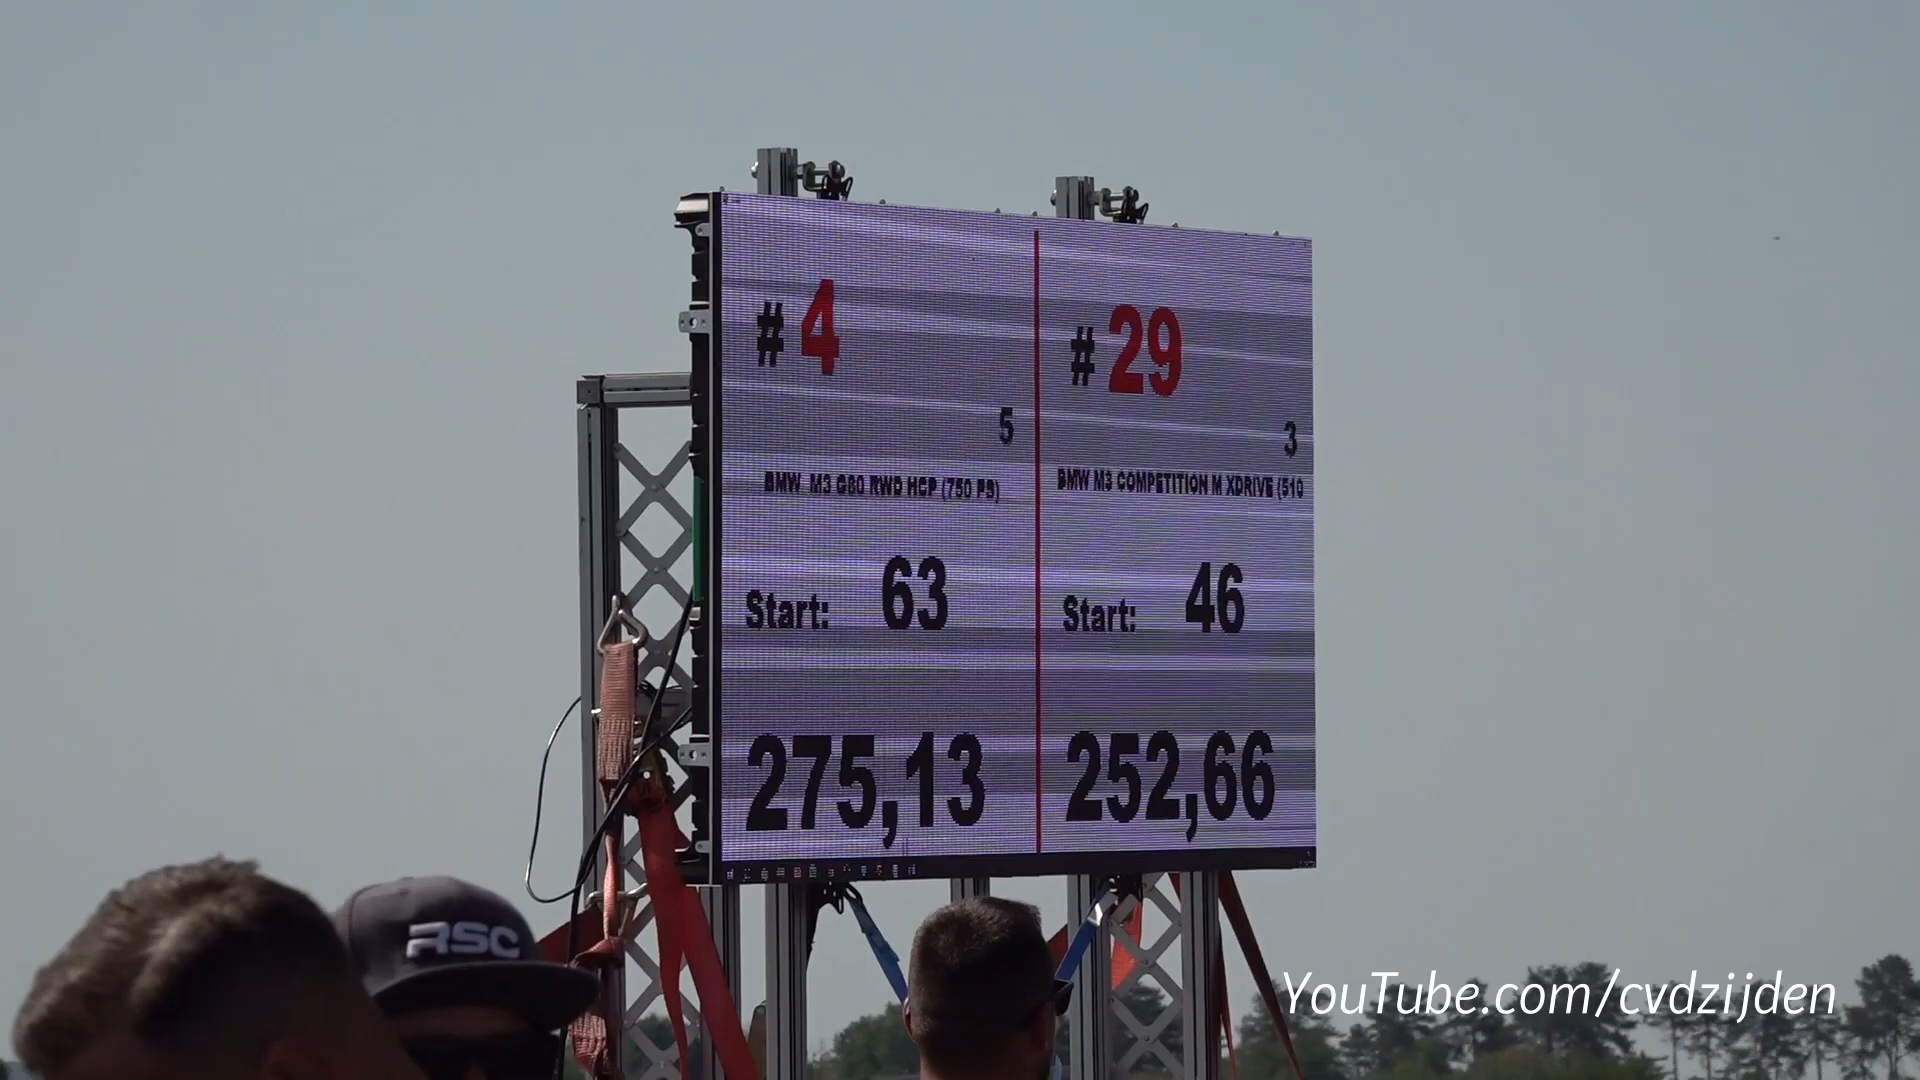 # 4
5
BMW M3 G80 RWD HGP (750 PS)
Start: 63
275,13
# 29
3
BMW M3 COMPETITION M XDRIVE (510
Start: 46
252,66
RSC
YouTube.com/cvdzijden